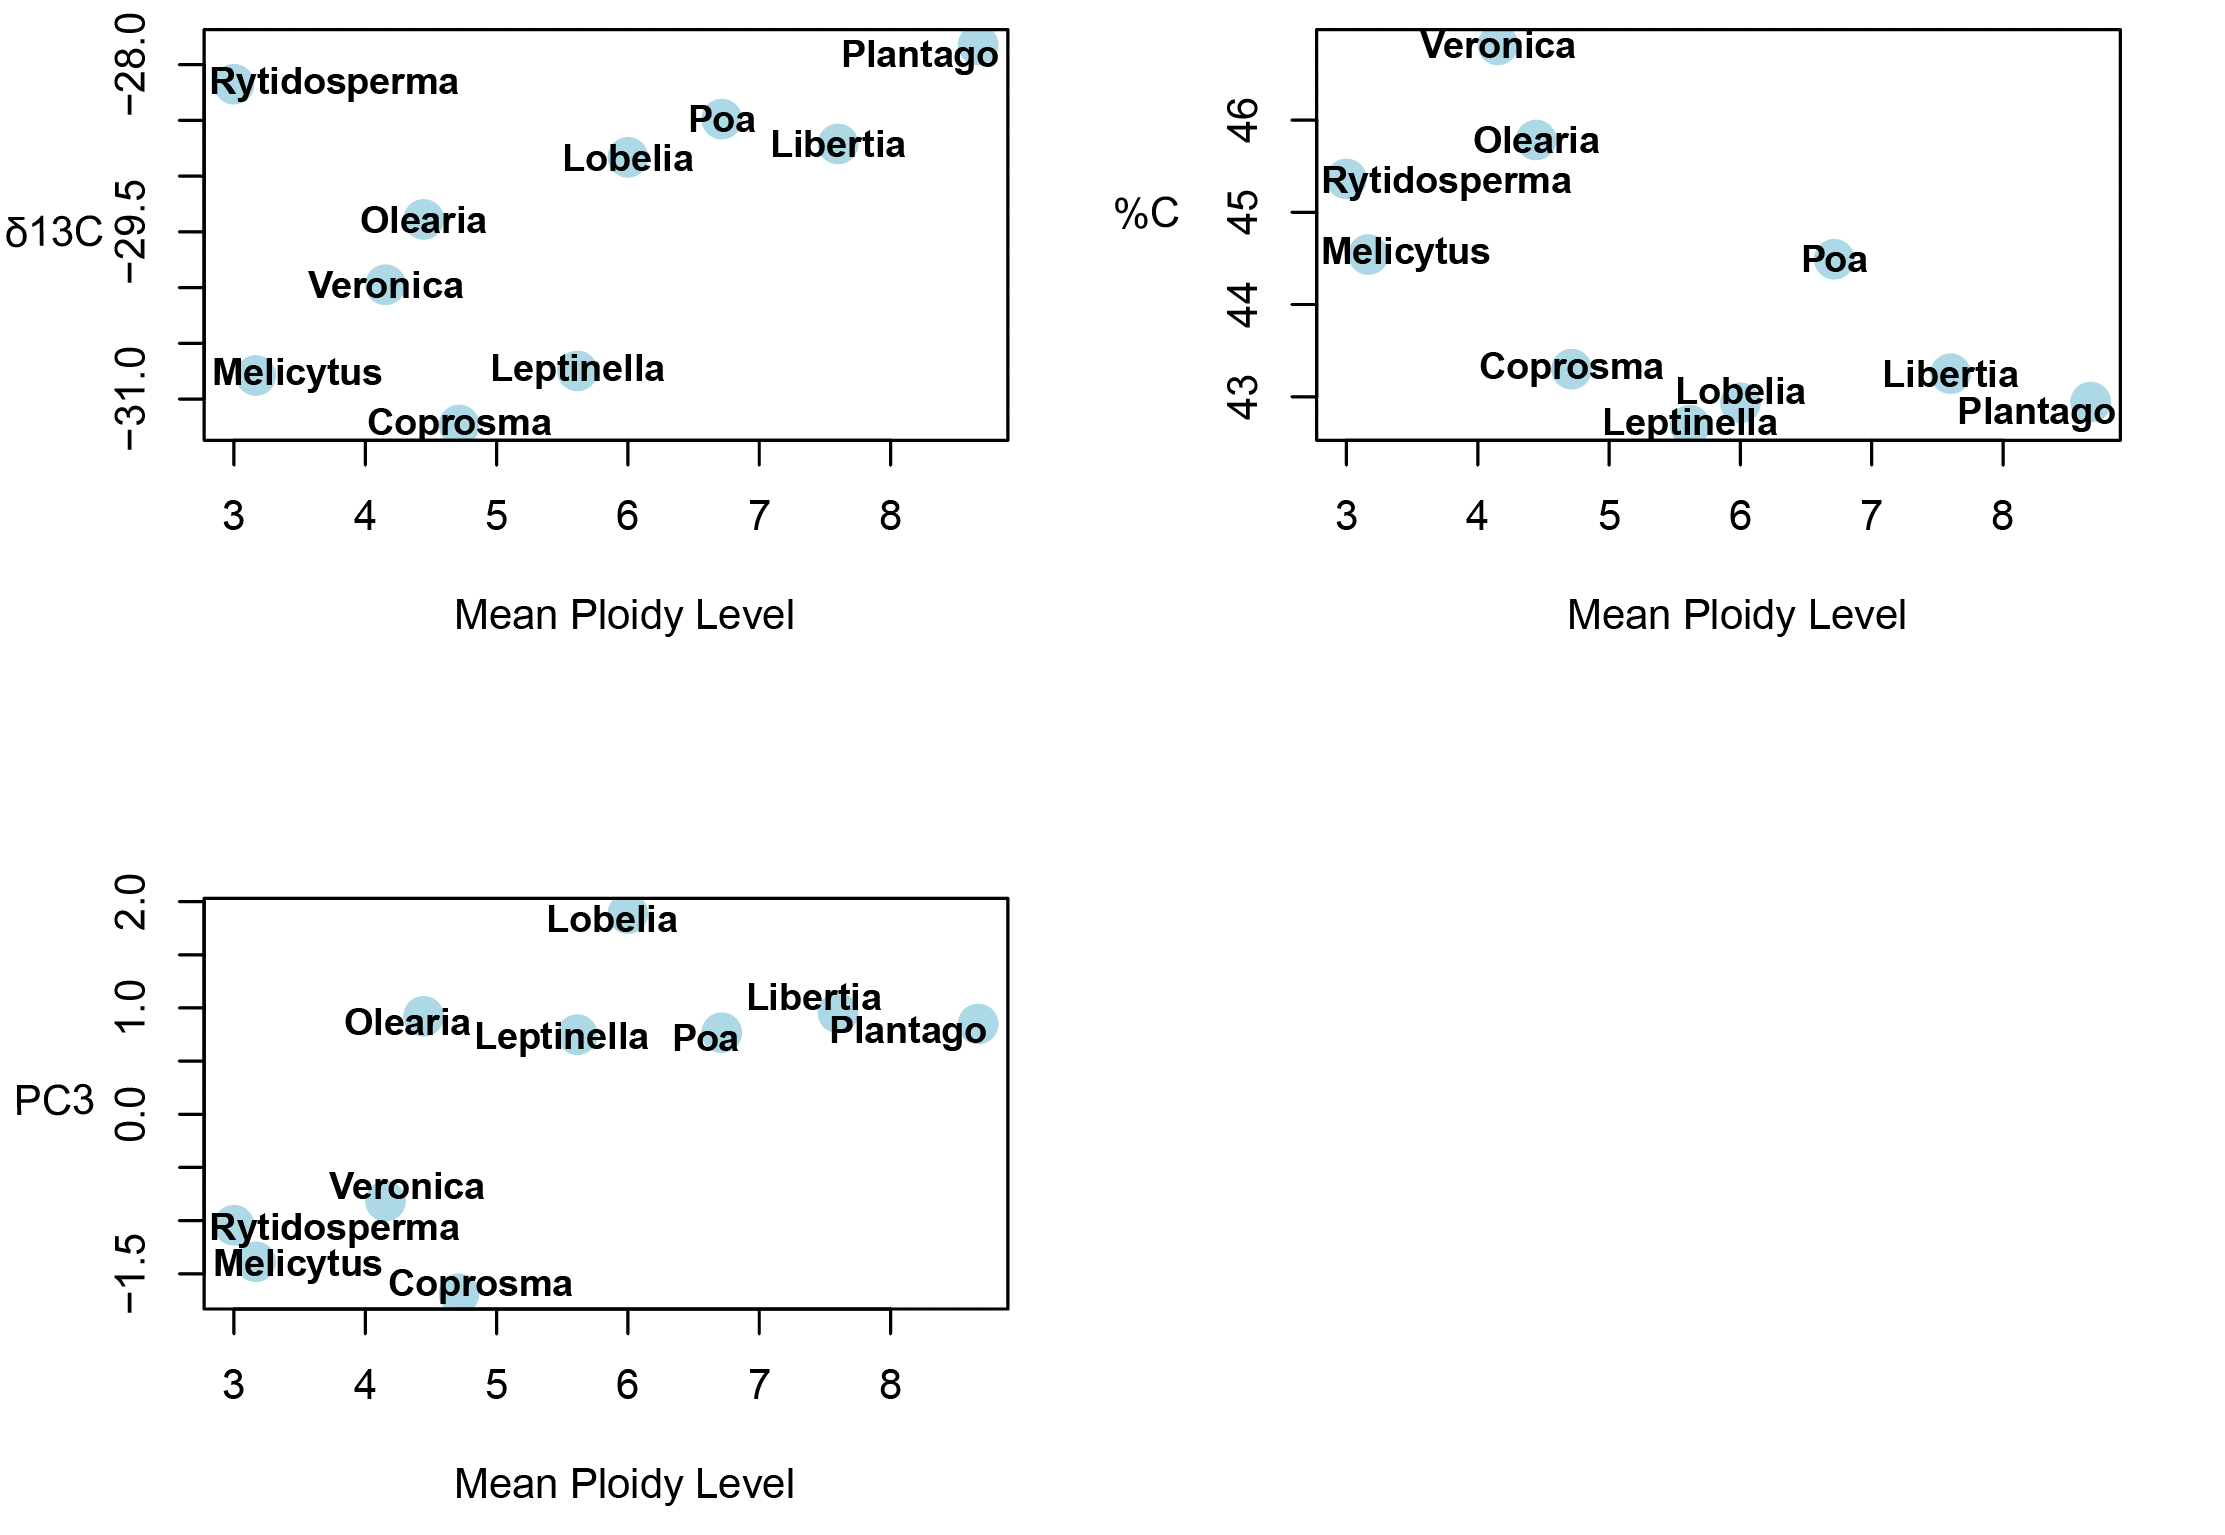 δ13C
−28.0
−29.5
−31.0
Rytidosperma
Plantago
Poa
Libertia
Lobelia
Olearia
Veronica
Melicytus
Leptinella
Coprosma
3 4 5 6 7 8
Mean Ploidy Level
%C
46
45
44
43
Veronica
Olearia
Rytidosperma
Melicytus
Poa
Coprosma
Libertia
Lobelia
Plantago
Leptinella
3 4 5 6 7 8
Mean Ploidy Level
PC3
2.0
1.0
0.0
−1.5
Lobelia
Libertia
Olearia
Plantago
Leptinella
Poa
Veronica
Rytidosperma
Melicytus
Coprosma
3 4 5 6 7 8
Mean Ploidy Level